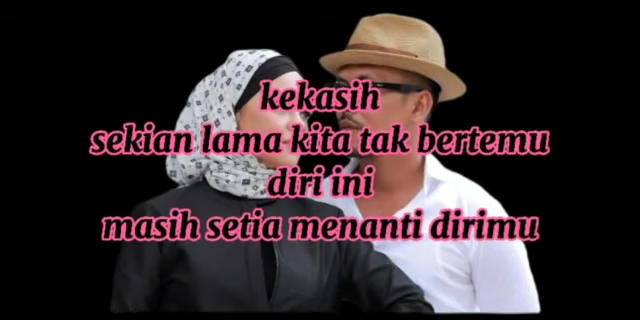 kekasih
sekian lama kita tak bertemu
diri ini
masih setia menanti dirimu